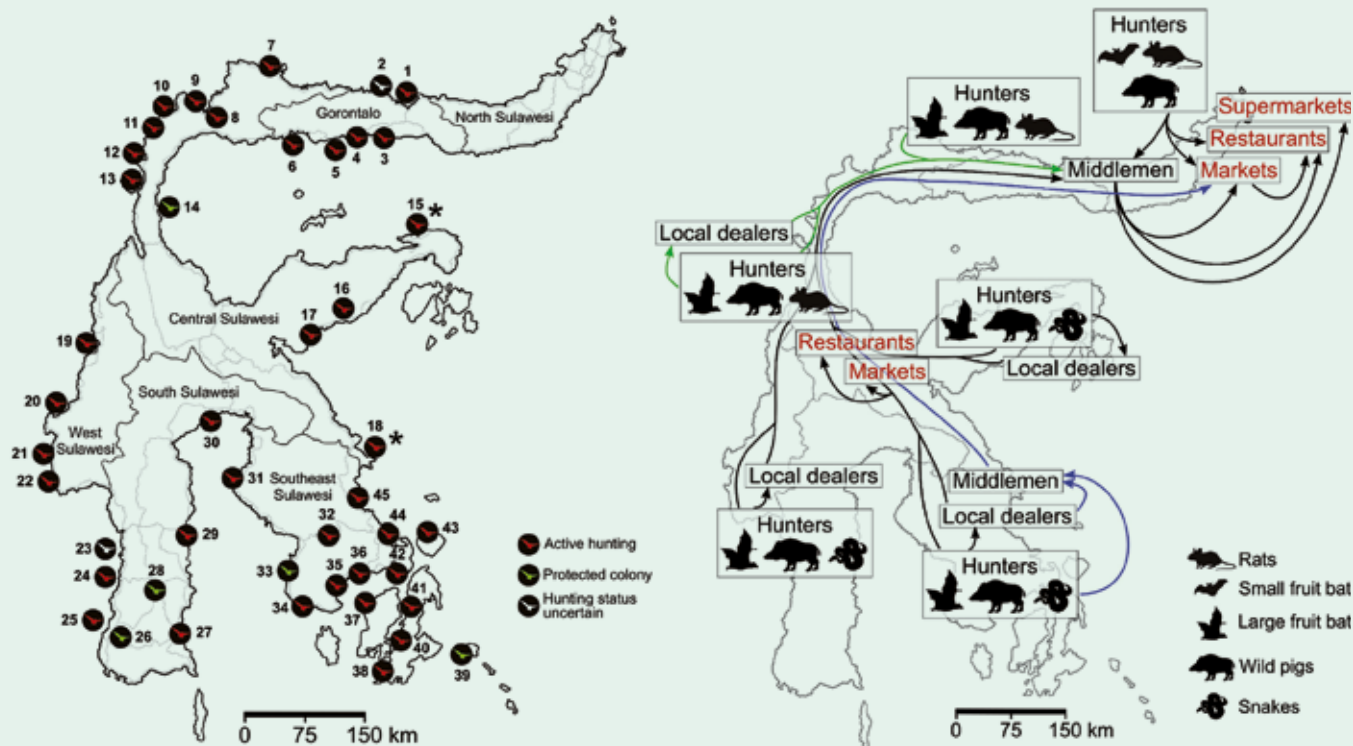 7
2
1
10
9
8
Gorontalo
North Sulawesi
11
6
5
4
3
12
13
14
15 *
16
17
Central Sulawesi
19
South Sulawesi
20
West
Sulawesi
30
18 *
21
22
31
Southeast
Sulawesi
45
29
32
44
43
23
24
28
33
35
36
42
41
25
26
27
34
37
40
38
39
Active hunting
Protected colony
Hunting status
uncertain
0 75 150 km
Hunters
Hunters
Supermarkets
Restaurants
Middlemen
Markets
Local dealers
Hunters
Hunters
Restaurants
Local dealers
Markets
Local dealers
Middlemen
Hunters
Local dealers
Hunters
Rats
Small fruit bat
Large fruit bat
Wild pigs
Snakes
0 75 150 km